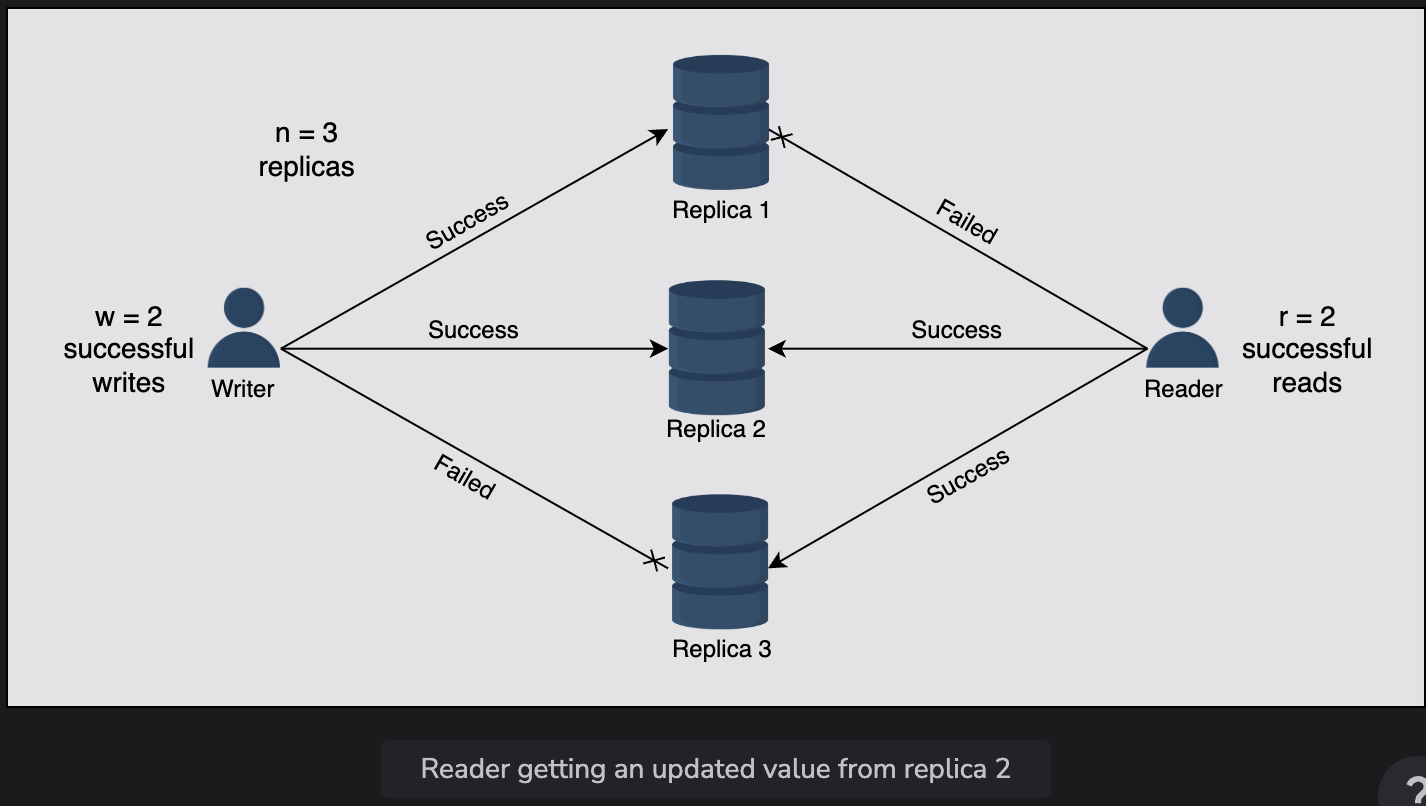 n = 3
replicas
Replica 1
Success
Failed
w = 2
successful
writes
Writer
Success
Success
r = 2
successful
reads
Reader
Replica 2
Failed
Success
Replica 3
Reader getting an updated value from replica 2
?